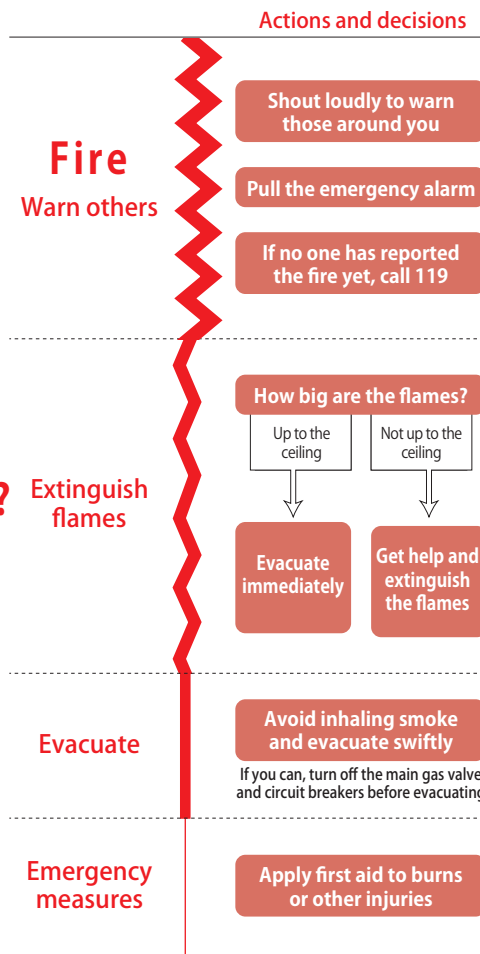 Actions and decisions
Fire
Warn others
Shout loudly to warn
those around you
Pull the emergency alarm
If no one has reported
the fire yet, call 119
?
Extinguish
flames
How big are the flames?
Up to the
ceiling
Not up to the
ceiling
Evacuate
immediately
Get help and
extinguish
the flames
Evacuate
Avoid inhaling smoke
and evacuate swiftly
If you can, turn off the main gas valve
and circuit breakers before evacuating
Emergency
measures
Apply first aid to burns
or other injuries